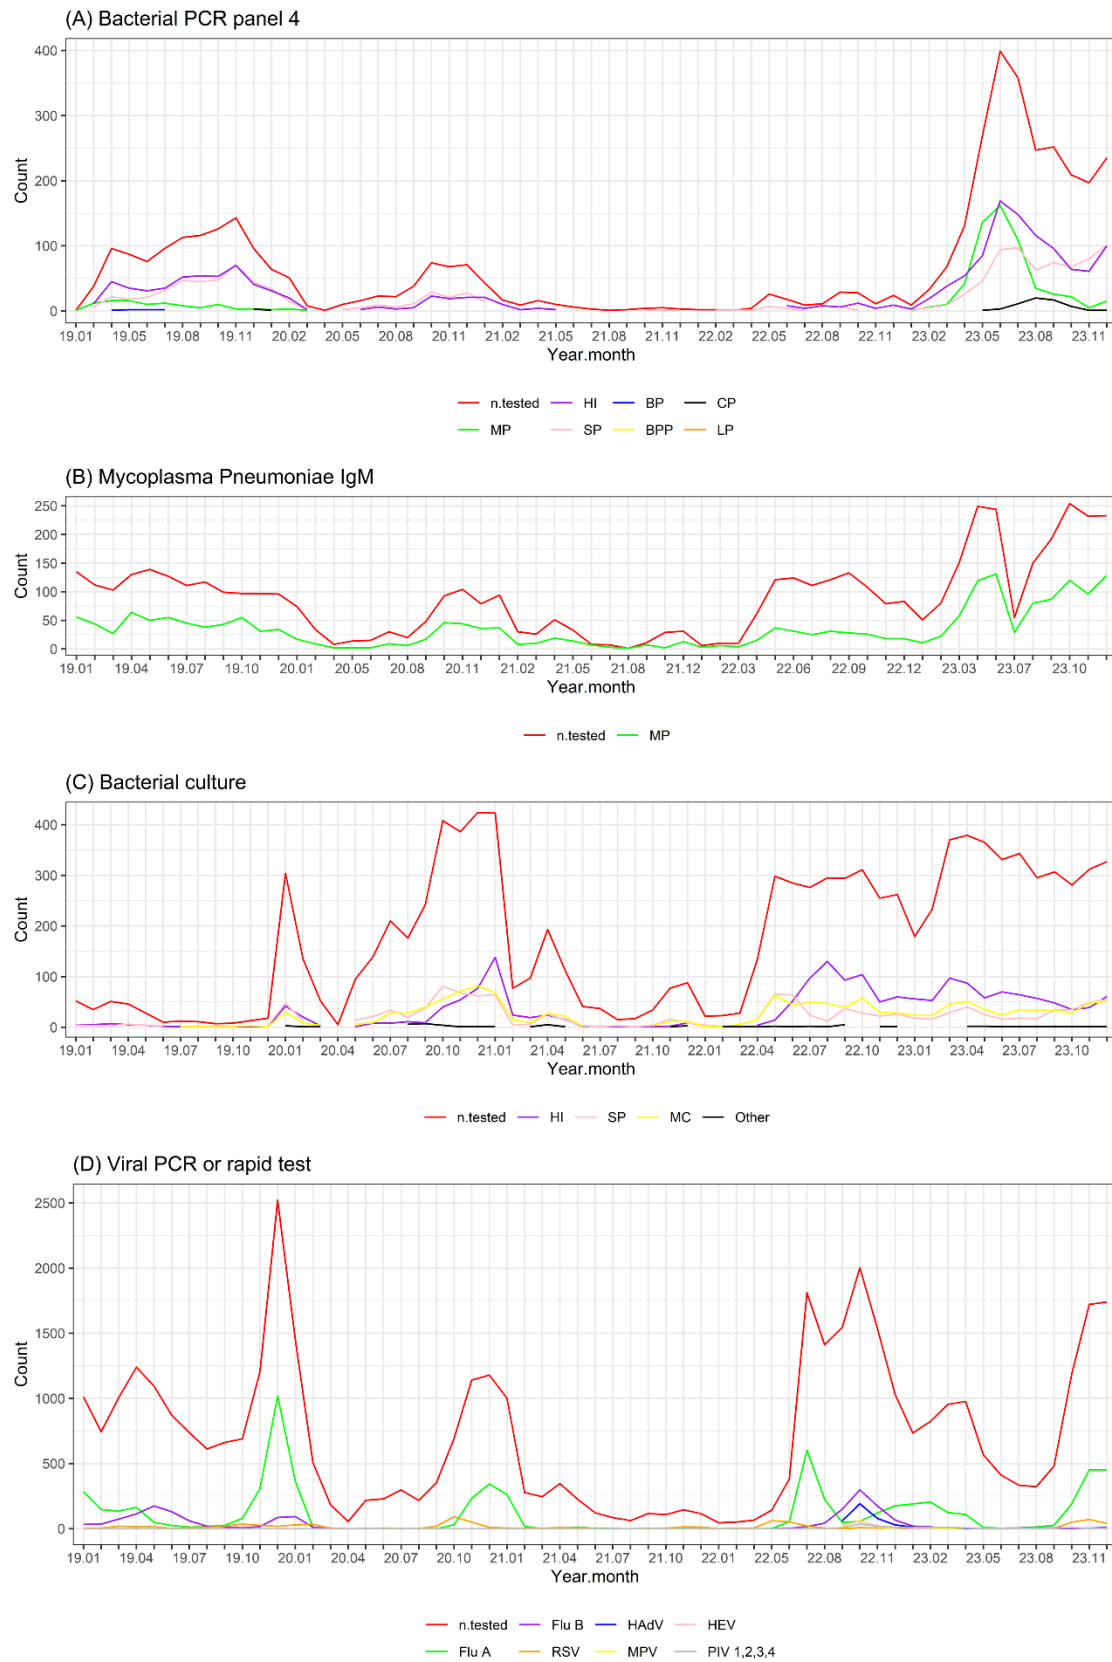 (A) Bacterial PCR panel 4
400
300
200
100
0
Count
19.01 19.05 19.08 19.11 20.02 20.05 20.08 20.11 21.02 21.05 21.08 21.11 22.02 22.05 22.08 22.11 23.02 23.05 23.08 23.11
Year.month
n.tested HI BP CP
MP SP BPP LP
(B) Mycoplasma Pneumoniae IgM
250
200
150
100
50
0
Count
19.01 19.04 19.07 19.10 20.01 20.04 20.08 20.11 21.02 21.05 21.08 21.12 22.03 22.06 22.09 22.12 23.03 23.07 23.10
Year.month
n.tested MP
(C) Bacterial culture
400
300
200
100
0
Count
19.01 19.04 19.07 19.10 20.01 20.04 20.07 20.10 21.01 21.04 21.07 21.10 22.01 22.04 22.07 22.10 23.01 23.04 23.07 23.10
Year.month
n.tested HI SP MC Other
(D) Viral PCR or rapid test
2500
2000
1500
1000
500
0
Count
19.01 19.04 19.07 19.10 20.01 20.04 20.07 20.10 21.01 21.04 21.07 21.10 22.01 22.05 22.08 22.11 23.02 23.05 23.08 23.11
Year.month
n.tested Flu B HAdV HEV
Flu A RSV MPV PIV 1,2,3,4